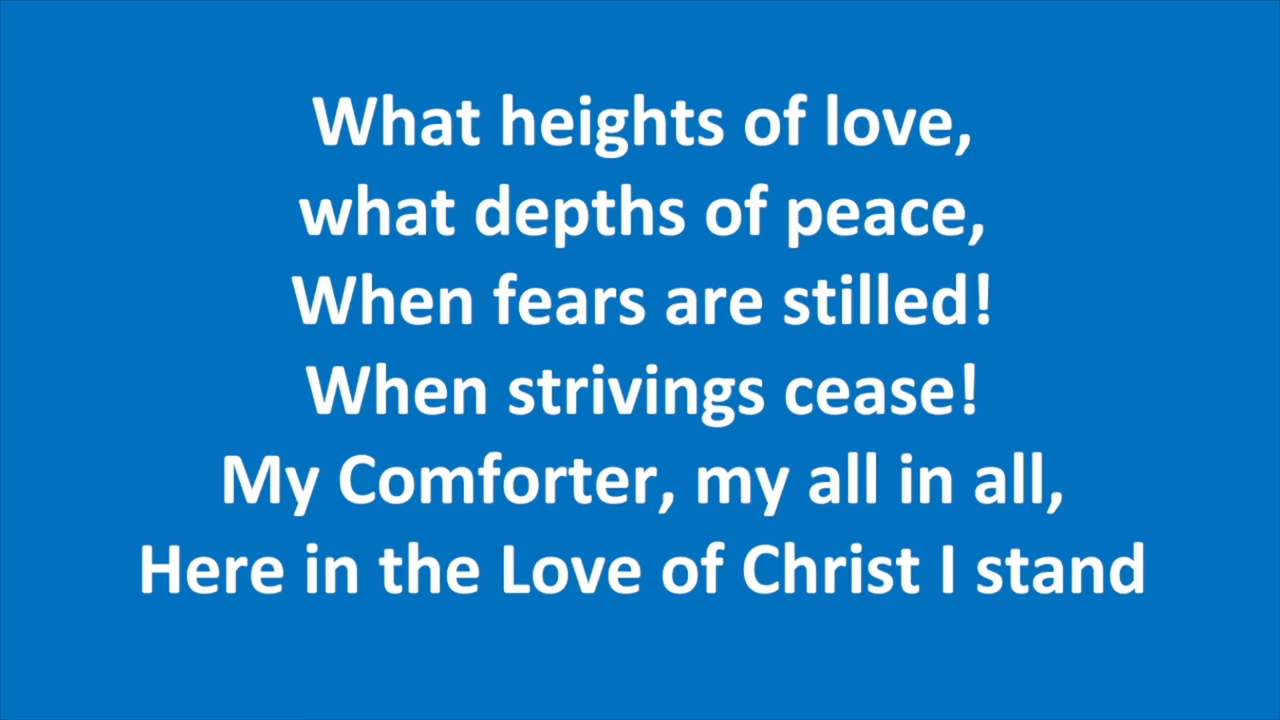 What heights of love,
what depths of peace,
When fears are stilled!
When strivings cease!
My Comforter, my all in all,
Here in the Love of Christ I stand